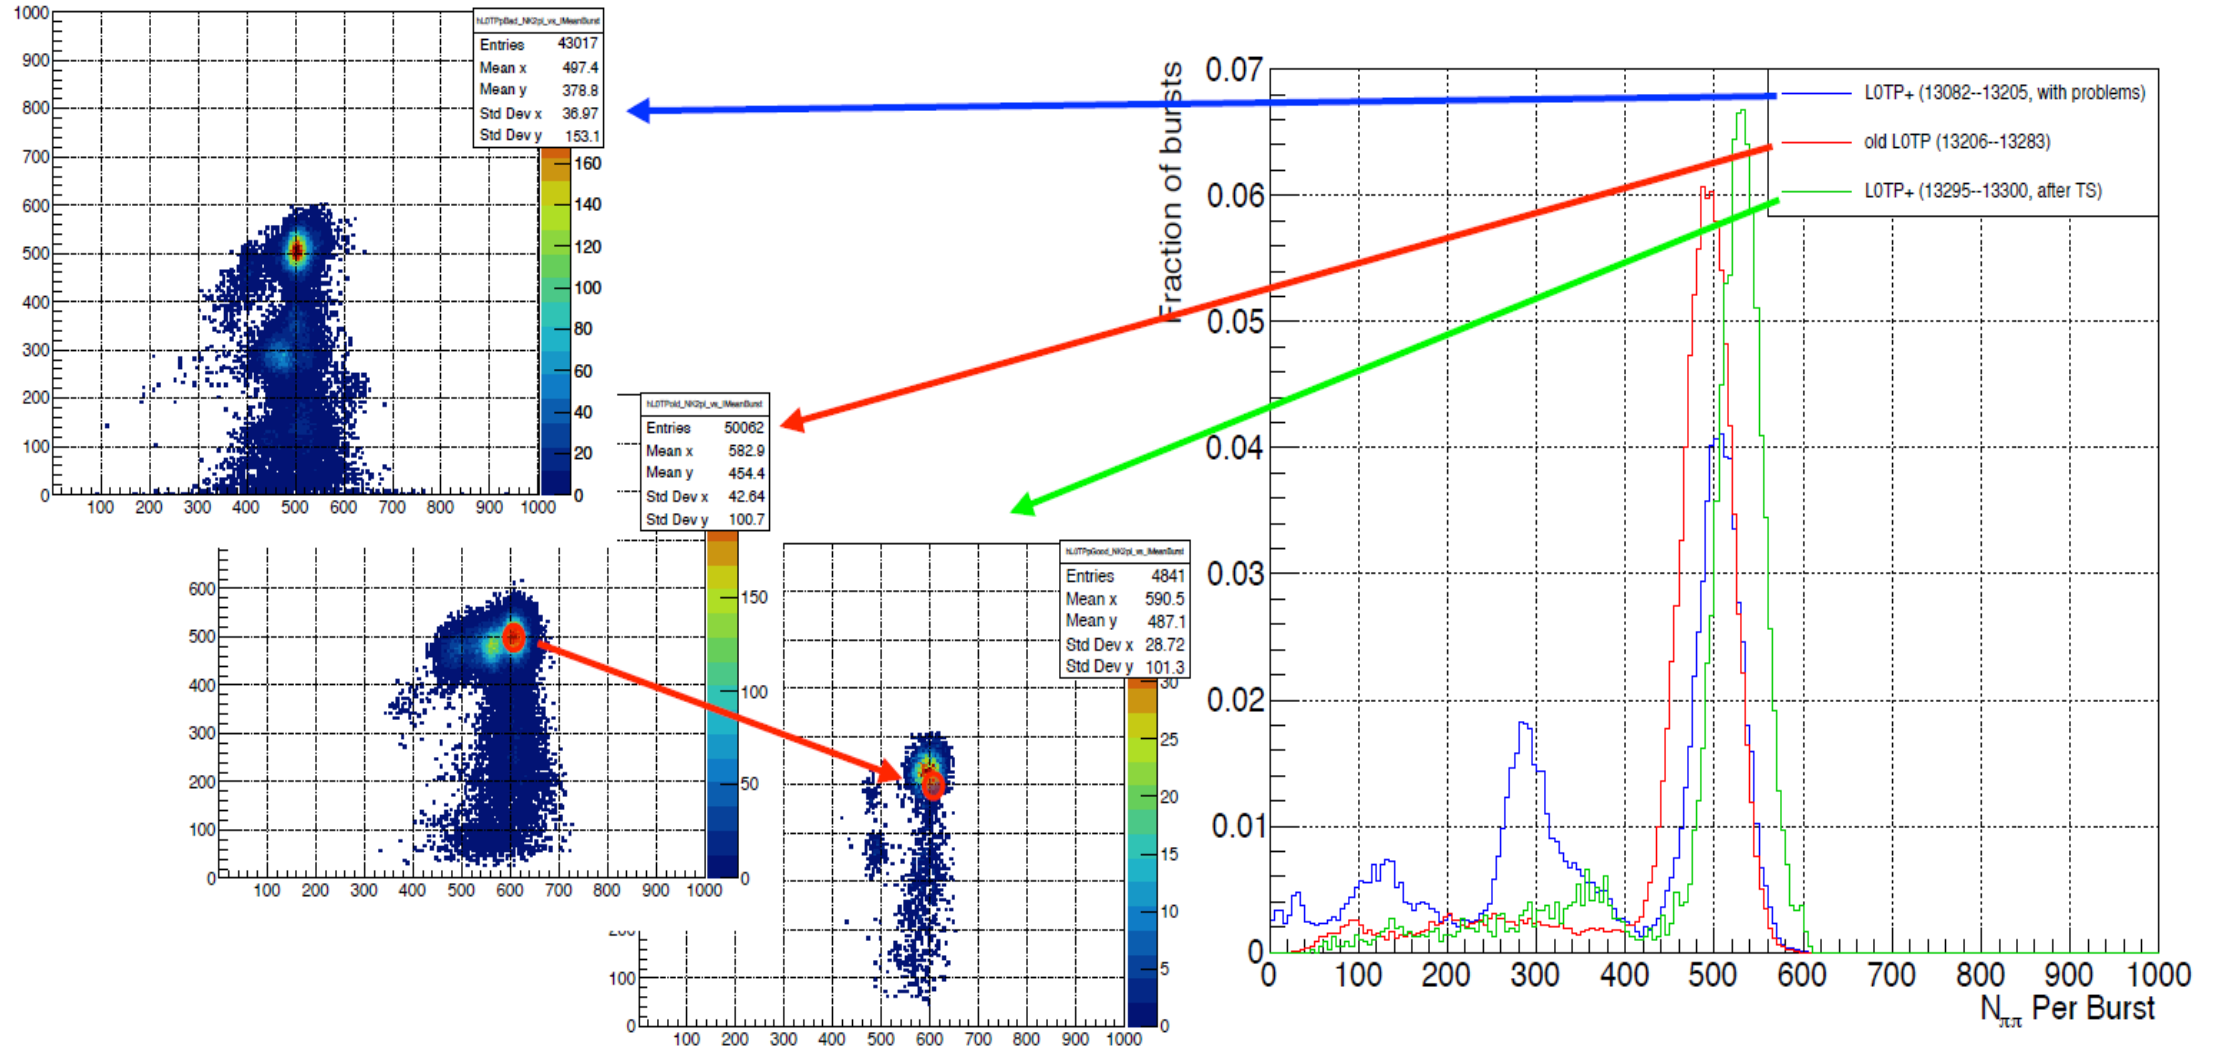 hL0TPpBad_NK2pi_vs_IMeanBurst
Entries 43017
Mean x 497.4
Mean y 378.8
Std Dev x 36.97
Std Dev y 153.1
1000
900
800
700
600
500
400
300
200
100
0
160
140
120
100
80
60
40
20
0
100 200 300 400 500 600 700 800 900 1000
hL0TPold_NK2pi_vs_IMeanBurst
Entries 50062
Mean x 582.9
Mean y 454.4
Std Dev x 42.64
Std Dev y 100.7
600
500
400
300
200
100
0
150
100
50
0
100 200 300 400 500 600 700 800 900 1000
hL0TPpGood_NK2pi_vs_IMeanBurst
Entries 4841
Mean x 590.5
Mean y 487.1
Std Dev x 28.72
Std Dev y 101.3
200
100
0
30
25
20
15
10
5
0
100 200 300 400 500 600 700 800 900 1000
Fraction of bursts
0.07
0.06
0.05
0.04
0.03
0.02
0.01
0
L0TP+ (13082--13205, with problems)
old L0TP (13206--13283)
L0TP+ (13295--13300, after TS)
0 100 200 300 400 500 600 700 800 900 1000
Nππ Per Burst